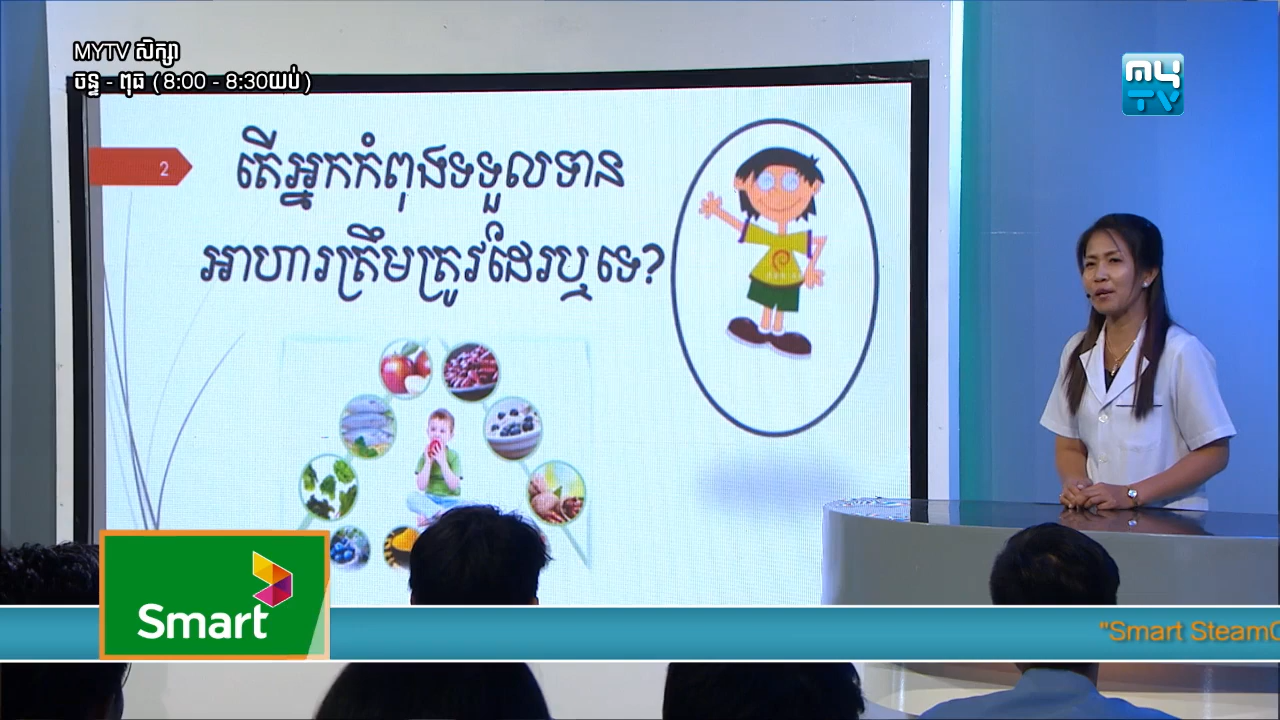 MYTV សិក្សា
ចន្ទ - ពុធ (8:00 - 8:30យប់)
MYTV
2
តើអ្នកកំពុងទទួលទាន
អាហារត្រឹមត្រូវដែរឬទេ?
Smart
"Smart Steam